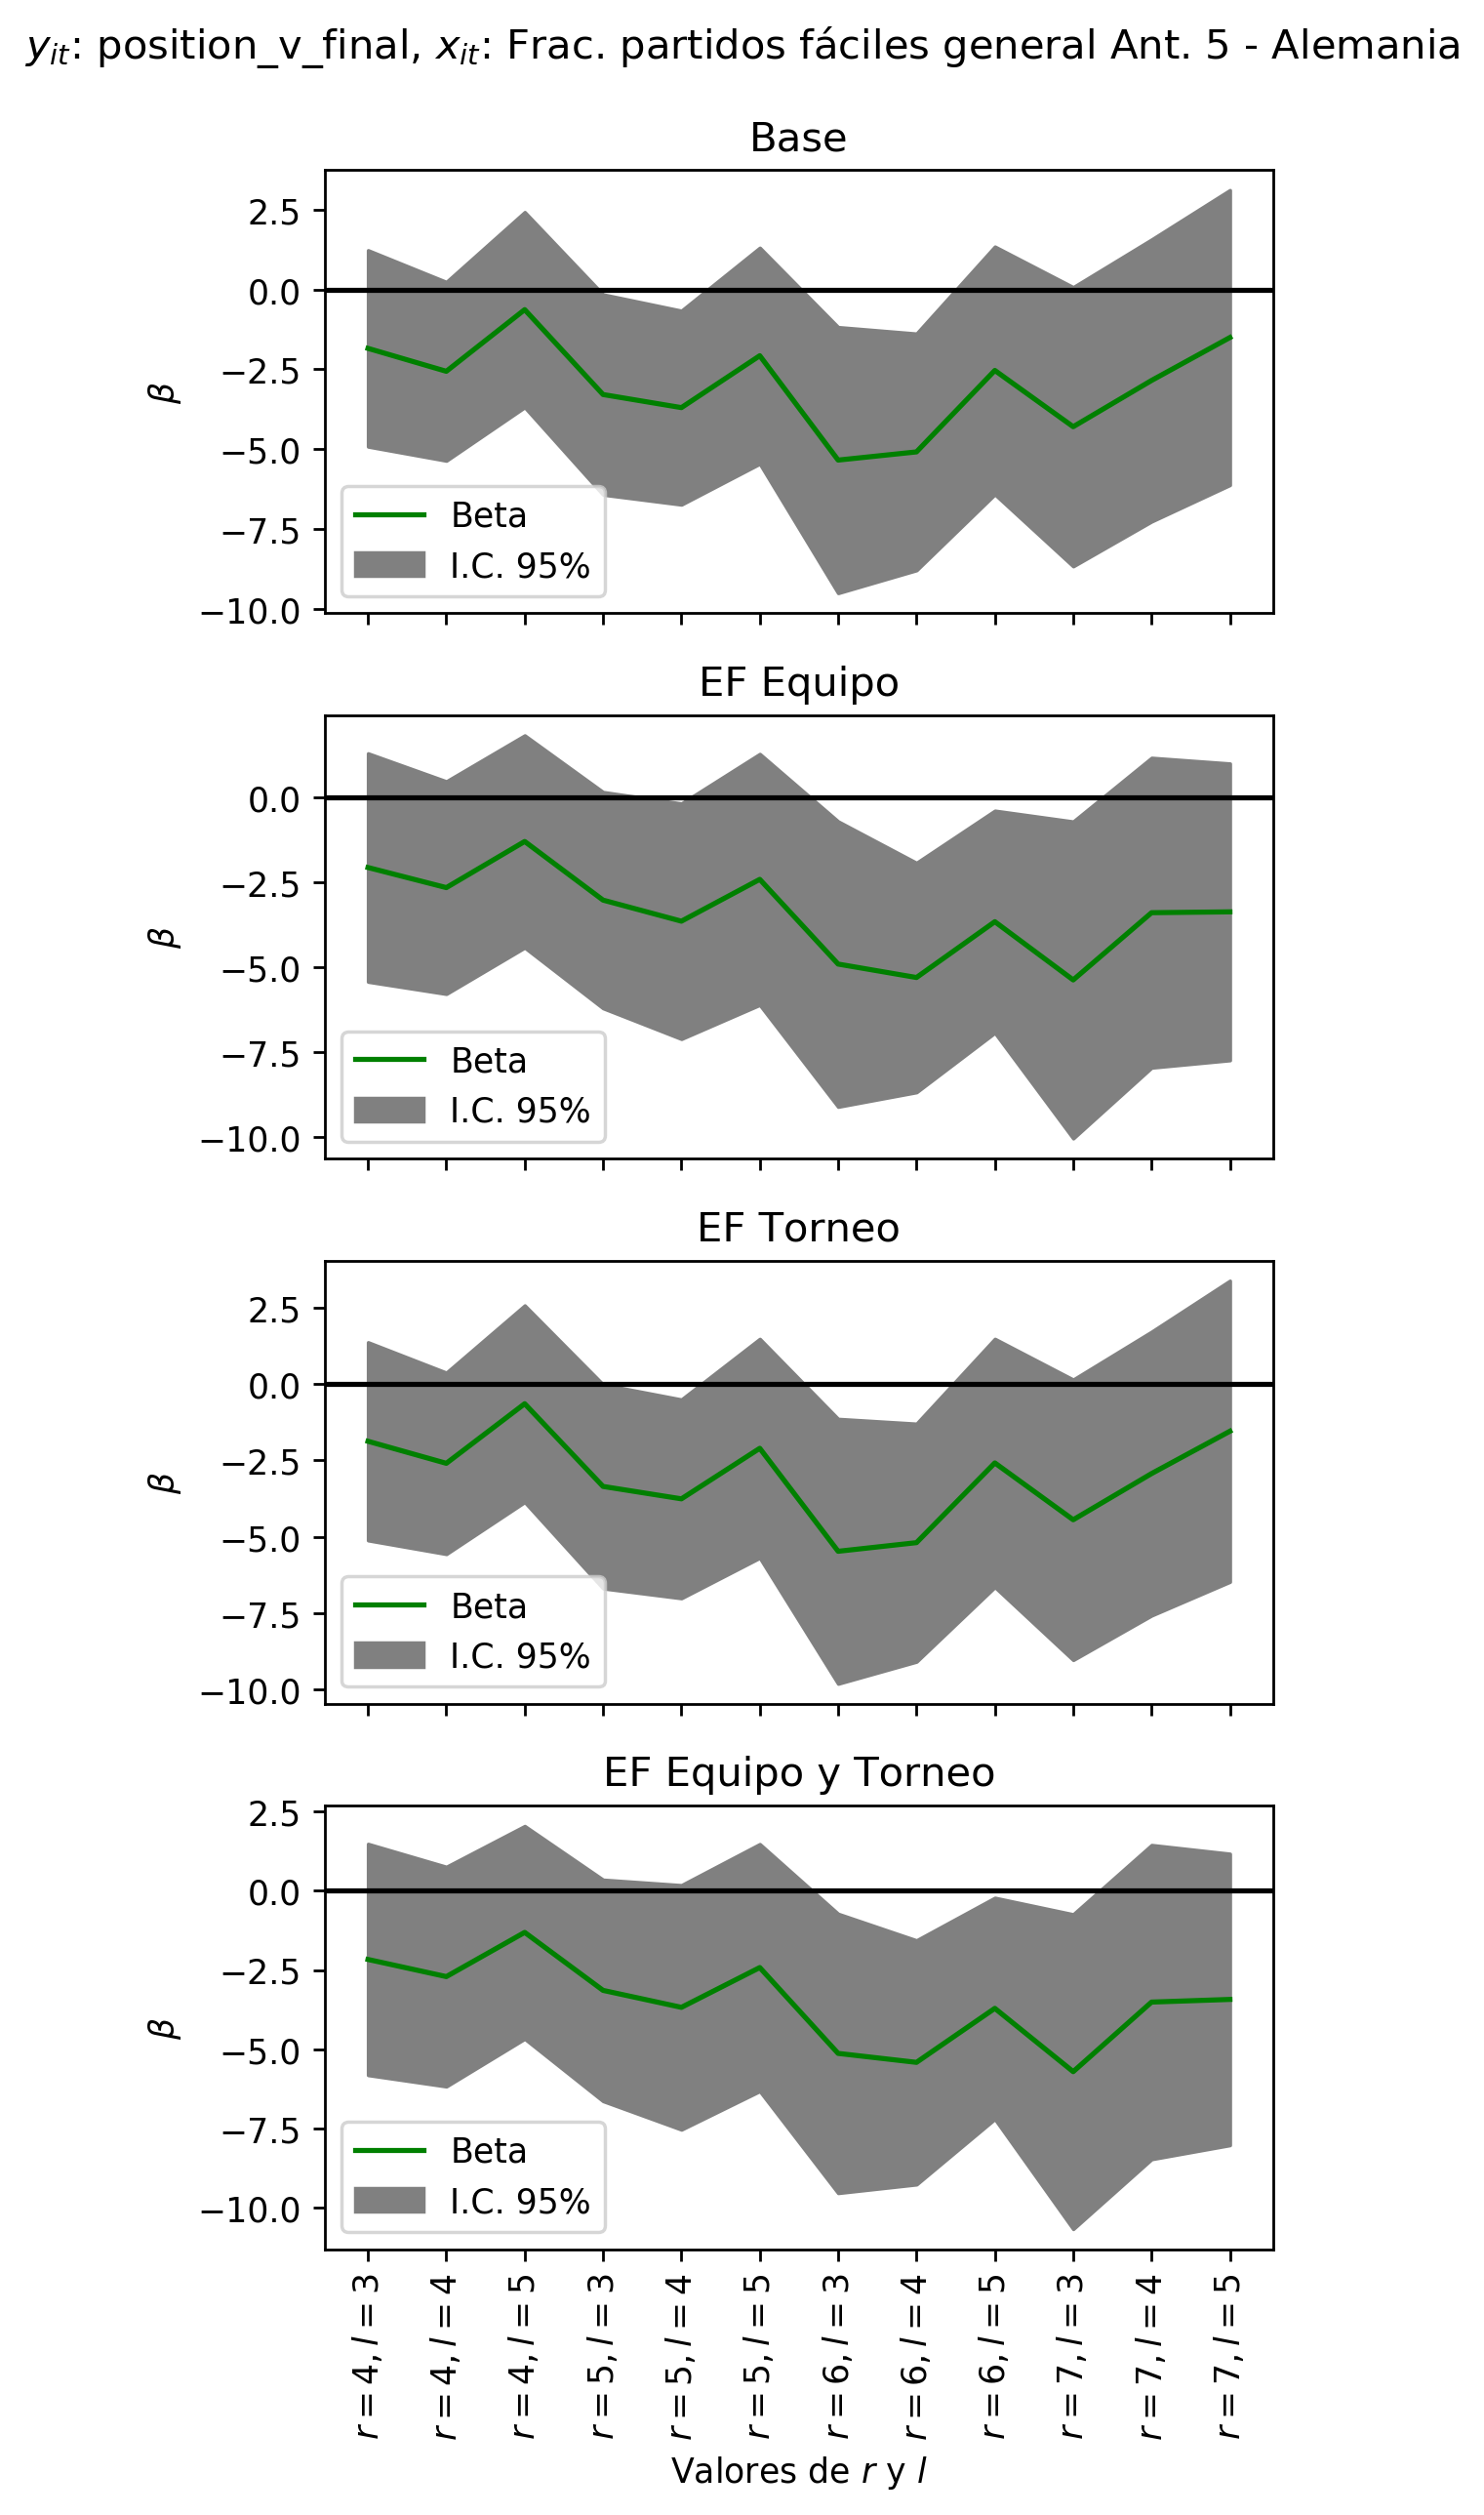 y_it: position_v_final, x_it: Frac. partidos fáciles general Ant. 5 - Alemania
Base
2.5
0.0
−2.5
−5.0
−7.5
−10.0
β
Beta
I.C. 95%
EF Equipo
0.0
−2.5
−5.0
−7.5
−10.0
β
Beta
I.C. 95%
EF Torneo
2.5
0.0
−2.5
−5.0
−7.5
−10.0
β
Beta
I.C. 95%
EF Equipo y Torneo
2.5
0.0
−2.5
−5.0
−7.5
−10.0
β
Beta
I.C. 95%
r = 4, l = 3
r = 4, l = 4
r = 4, l = 5
r = 5, l = 3
r = 5, l = 4
r = 5, l = 5
r = 6, l = 3
r = 6, l = 4
r = 6, l = 5
r = 7, l = 3
r = 7, l = 4
r = 7, l = 5
Valores de r y l